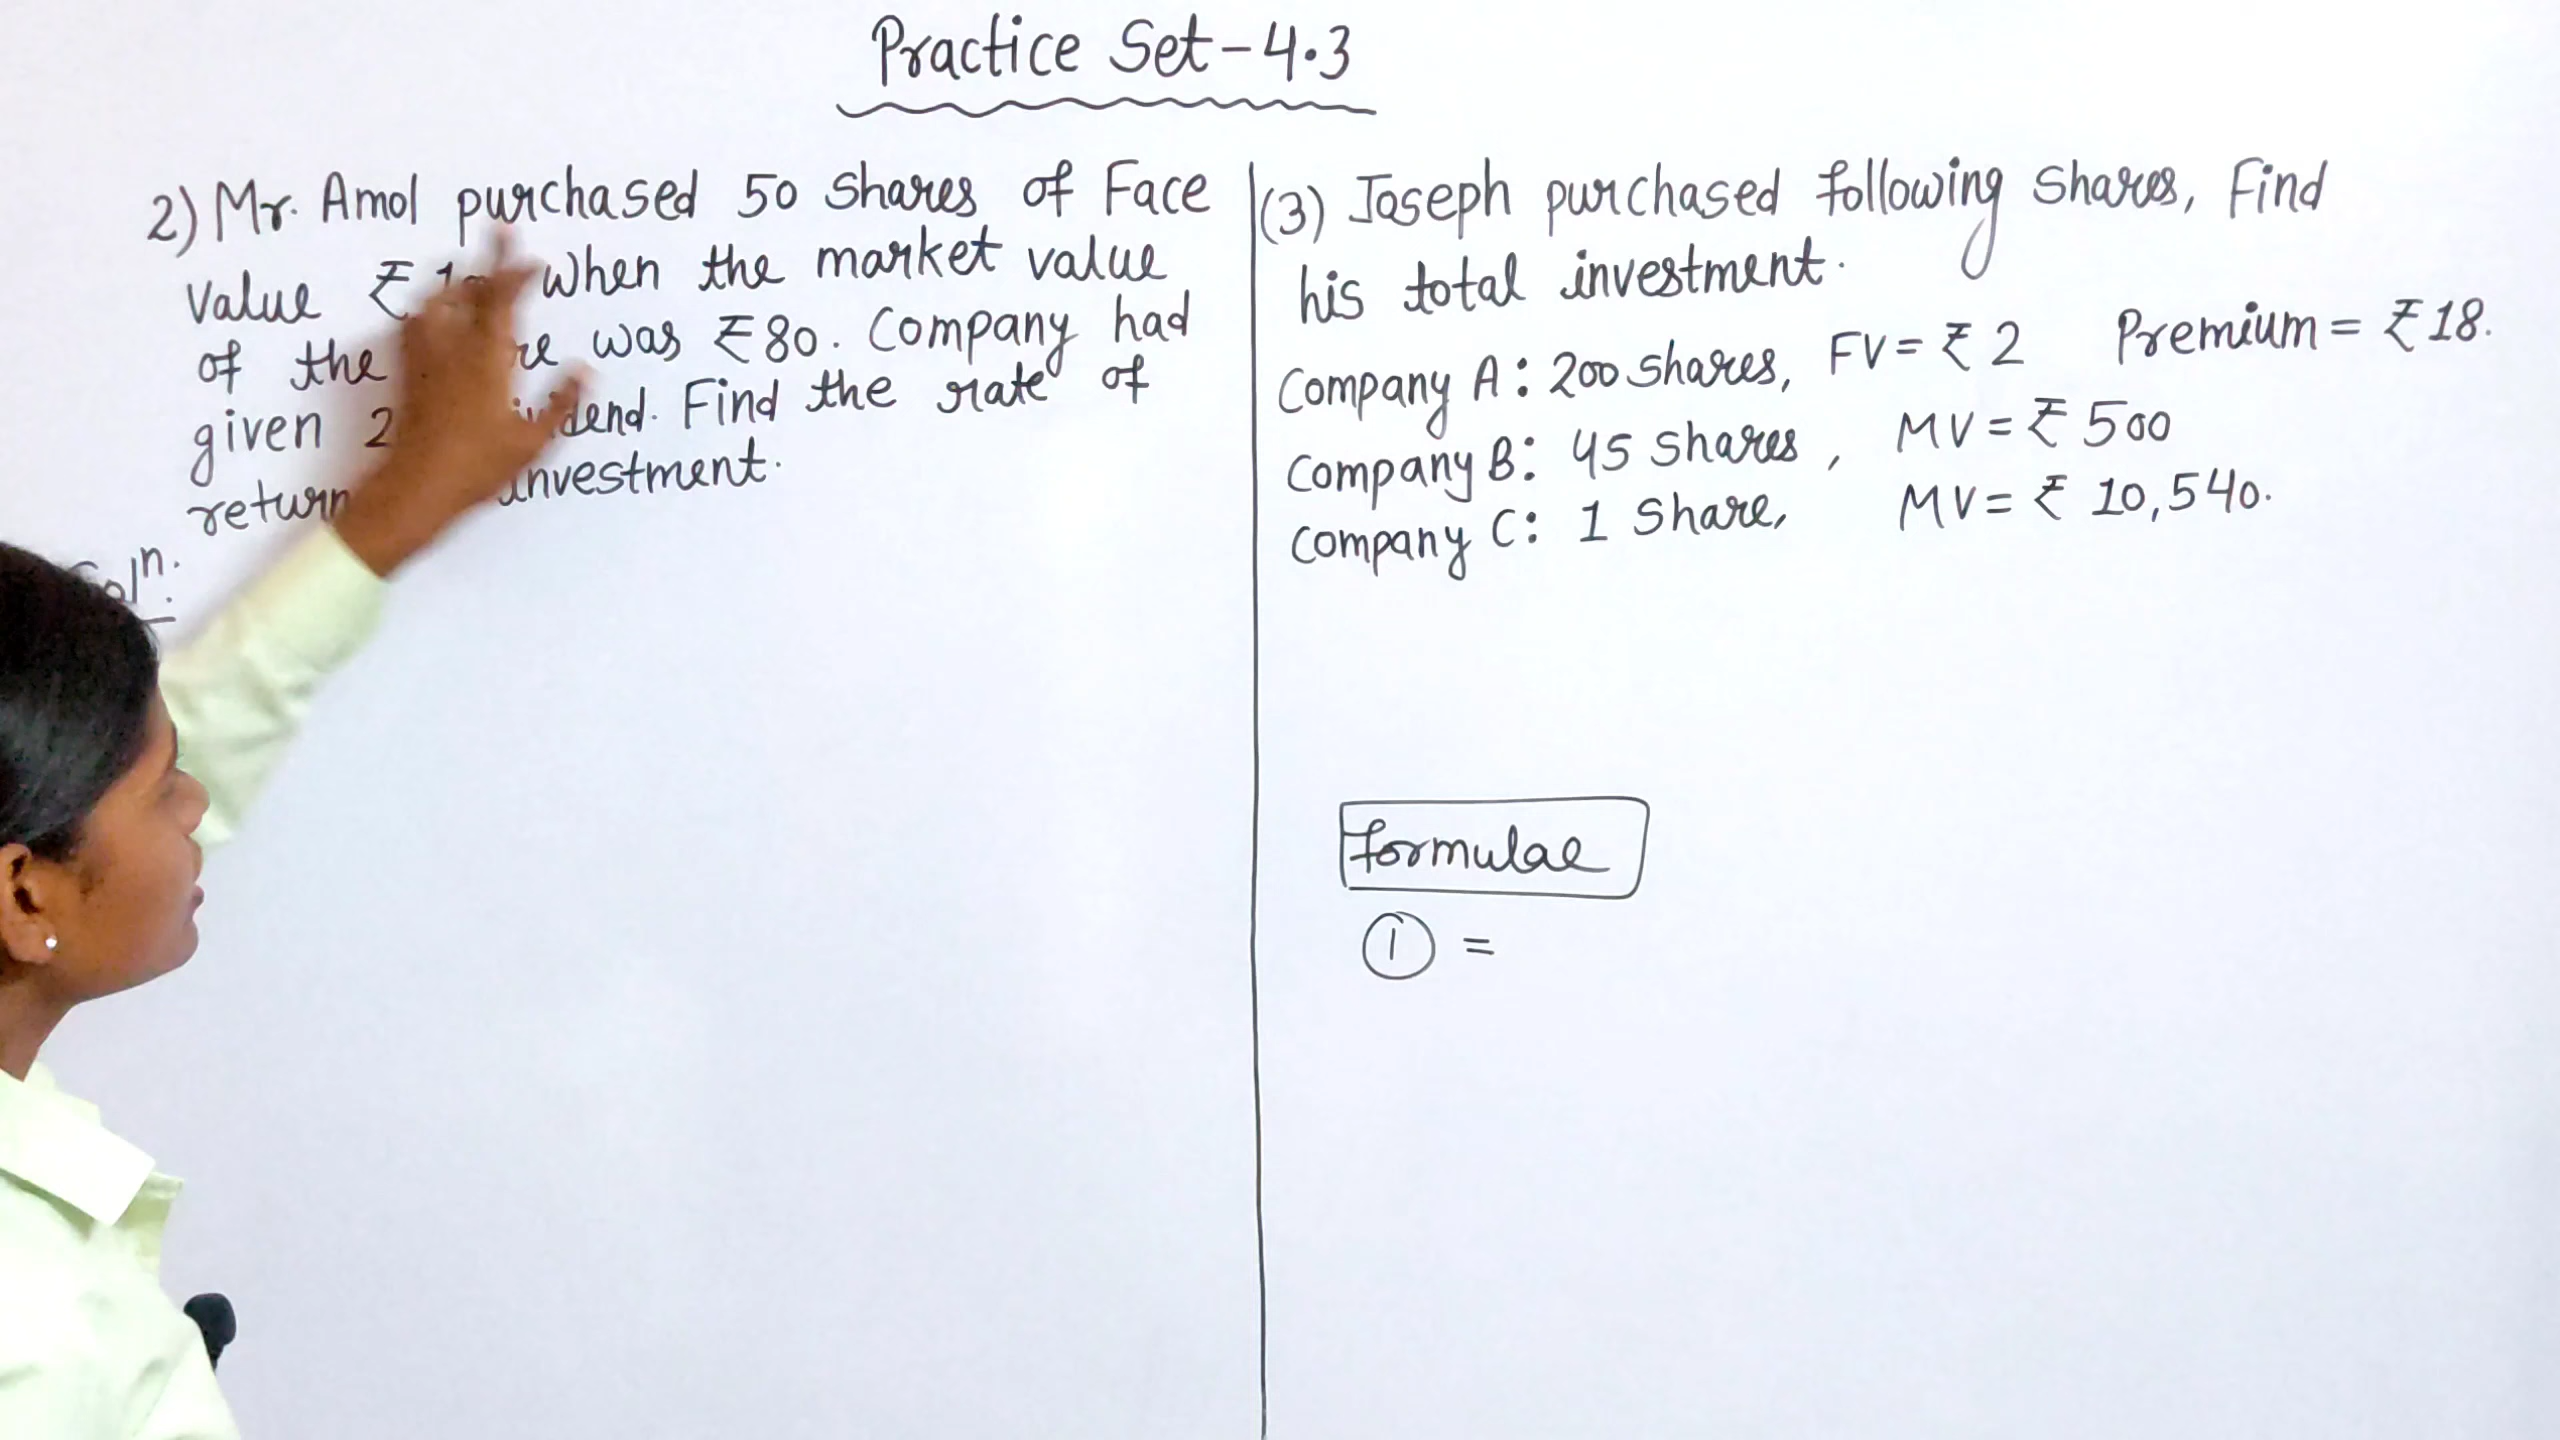 Practice Set-4.3
2) Mr. Amol purchased 50 shares of Face
Value ₹ when the market value
of the was ₹80. Company had
given Find the rate of
return investment.
Soln.
(3) Joseph purchased following shares, Find
his total investment.
Company A: 200 shares, FV = ₹ 2 Premium = ₹18.
Company B: 45 shares, MV = ₹ 500
Company C: 1 Share, MV = ₹ 10,540.
Formulae
① =